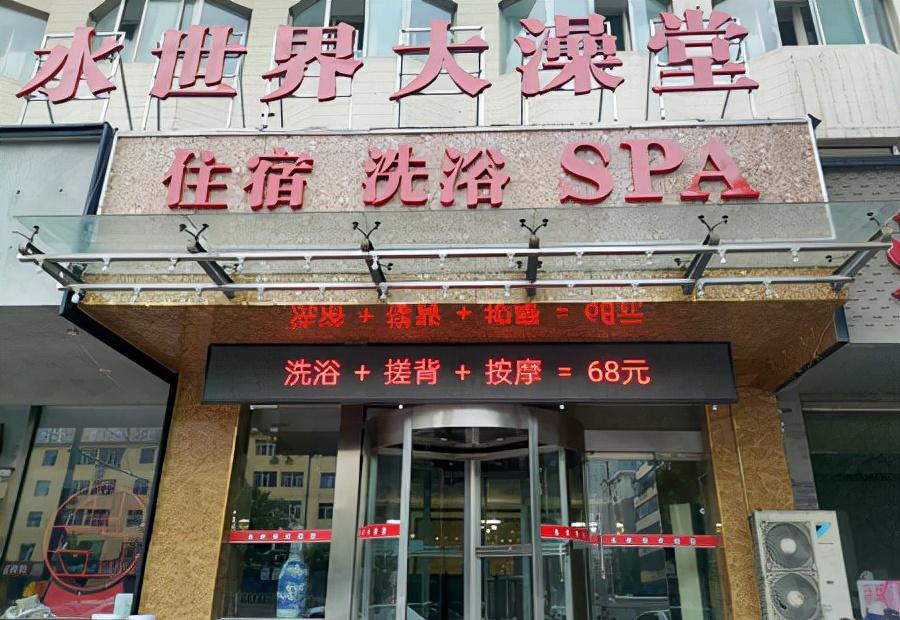 水世界大澡堂
住宿 洗浴 SPA
洗浴 + 搓背 + 按摩 = 68元